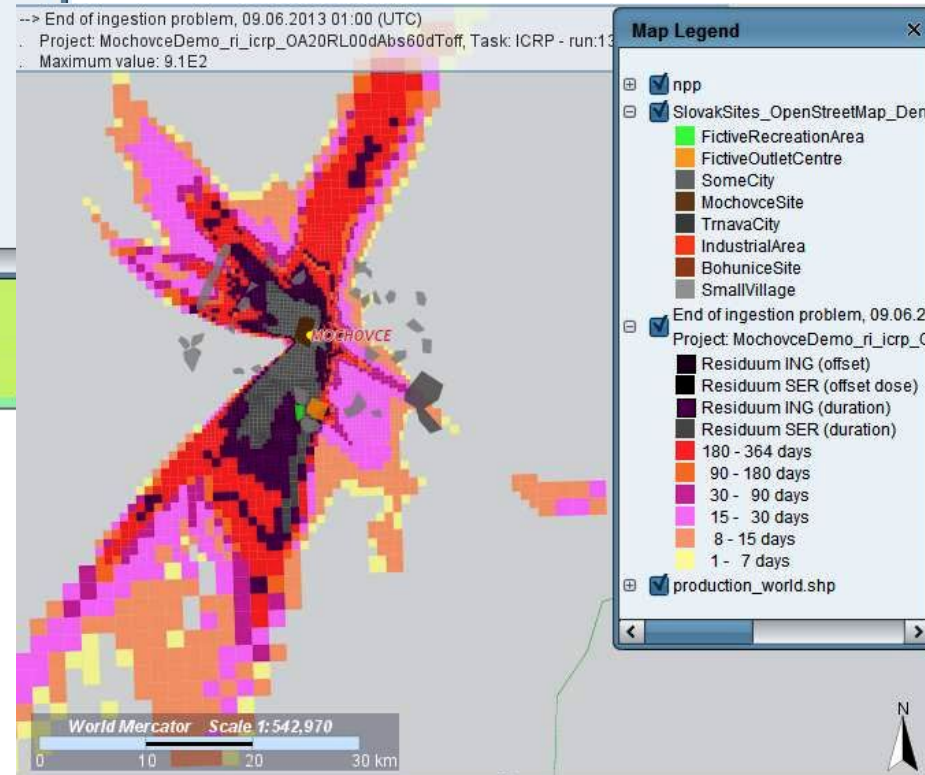 --> End of ingestion problem, 09.06.2013 01:00 (UTC)
. Project: MochovceDemo_ri_icrp_OA20RL00dAbs60dToff, Task: ICRP - run:13
. Maximum value: 9.1E2
MOCHOVCE
World Mercator Scale 1:542,970
0 10 20 30 km
N
Map Legend
npp
SlovakSites_OpenStreetMap_Den
FictiveRecreationArea
FictiveOutletCentre
SomeCity
MochovceSite
TrnavaCity
IndustrialArea
BohuniceSite
SmallVillage
End of ingestion problem, 09.06.2
Project: MochovceDemo_ri_icrp_O
Residuum ING (offset)
Residuum SER (offset dose)
Residuum ING (duration)
Residuum SER (duration)
180 - 364 days
90 - 180 days
30 - 90 days
15 - 30 days
8 - 15 days
1 - 7 days
production_world.shp